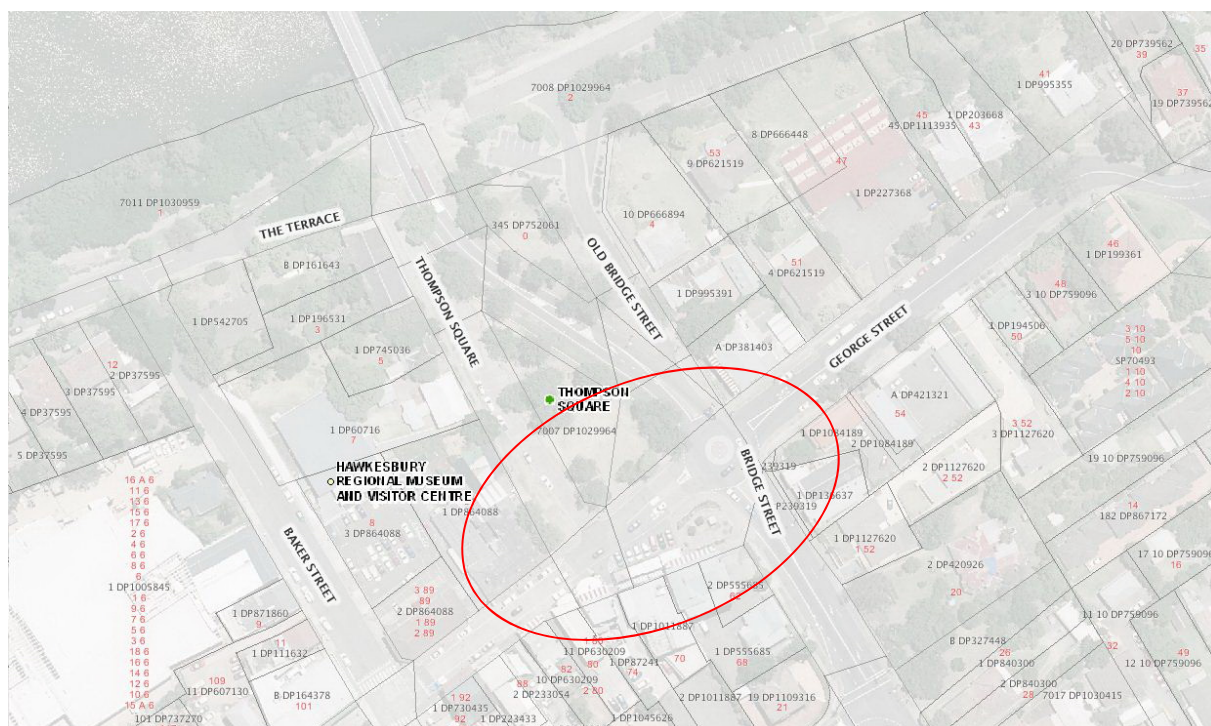 20 DP739562
39
35
41
1 DP995355
37
19 DP739562
7008 DP1029964
2
8 DP666448
45
45 DP1113935
1 DP203668
43
53
9 DP621519
47
1 DP227368
7011 DP1030959
1
THE TERRACE
345 DP752061
0
10 DP666894
4
OLD BRIDGE STREET
51
4 DP621519
46
1 DP199361
B DP161643
THOMPSON SQUARE
48
3 10 DP759096
1 DP995391
1 DP542705
1 DP196531
3
GEORGE STREET
1 DP194506
50
3 10
5 10
10
SP70493
1 10
4 10
2 10
1 DP745036
5
A DP381403
12
2 DP37595
3 DP37595
4 DP37595
5 DP37595
THOMPSON
SQUARE
7007 DP1029964
A DP421321
54
1 DP60716
7
1 DP1084189
2 DP1084189
3 52
3 DP1127620
HAWKESBURY
REGIONAL MUSEUM
AND VISITOR CENTRE
BRIDGE STREET
239319
2 DP1127620
2 52
19 10 DP759096
16 A 6
11 6
13 6
15 6
17 6
2 6
4 6
6 6
8 6
6
1 DP1005845
1 6
9 6
7 6
5 6
3 6
18 6
16 6
14 6
12 6
10 6
15 A 6
1 DP864088
1 DP136637
P239319
14
182 DP867172
8
3 DP864088
BAKER STREET
1 DP1127620
1 52
17 10 DP759096
16
2 DP420926
20
3 89
89
2 DP864088
1 89
2 89
2 DP555685
1 DP871860
9
1 DP1011887
11 10 DP759096
11
1 DP111632
11 DP630209
82
80
10 DP630209
2 80
1 DP87241
74
70
1 DP555685
68
B DP327448
26
1 DP840300
32
49
12 10 DP759096
109
11 DP607130
B DP164378
101
88
2 DP233054
2 DP1011887
19 DP1109316
21
2 DP840300
28
7017 DP1030415
1 92
1 DP730435
92
1 DP223433
1 DP1045626
101 DP737270